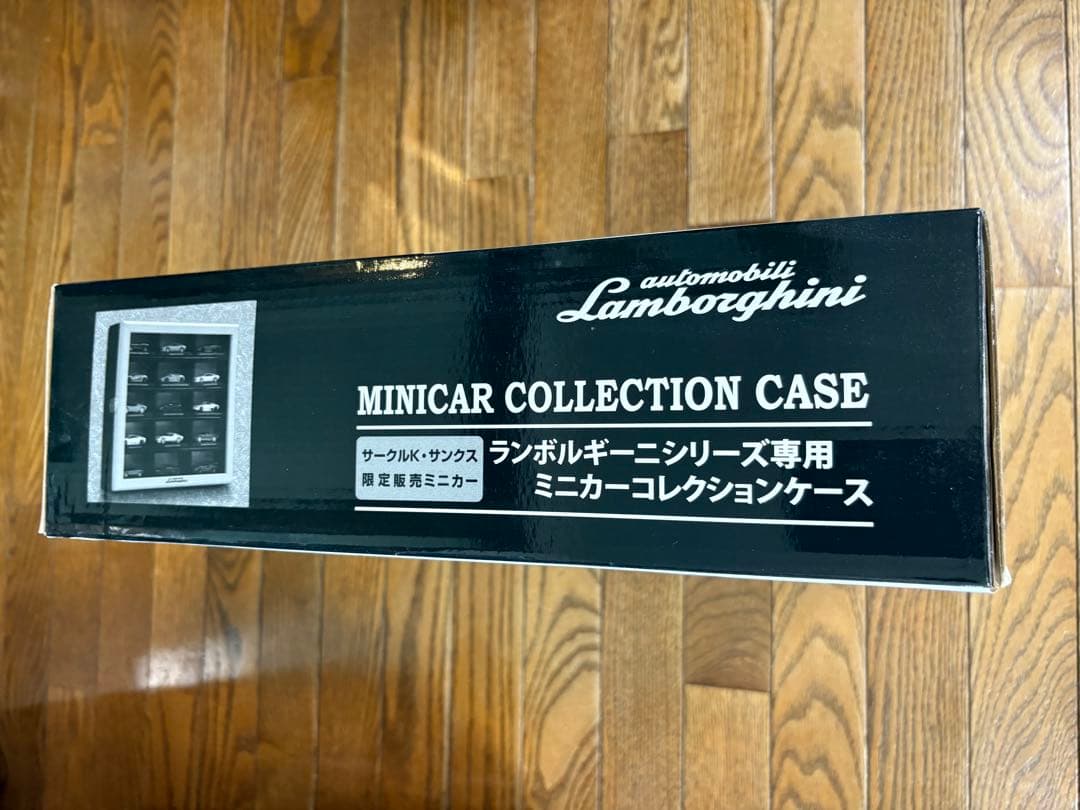 automobili
Lamborghini
MINICAR COLLECTION CASE
サークルK・サンクス
限定販売ミニカー
ランボルギーニシリーズ専用
ミニカーコレクションケース